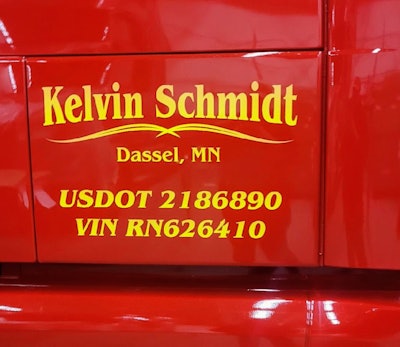 Kelvin Schmidt
Dassel, MN
USDOT 2186890
VIN RN626410